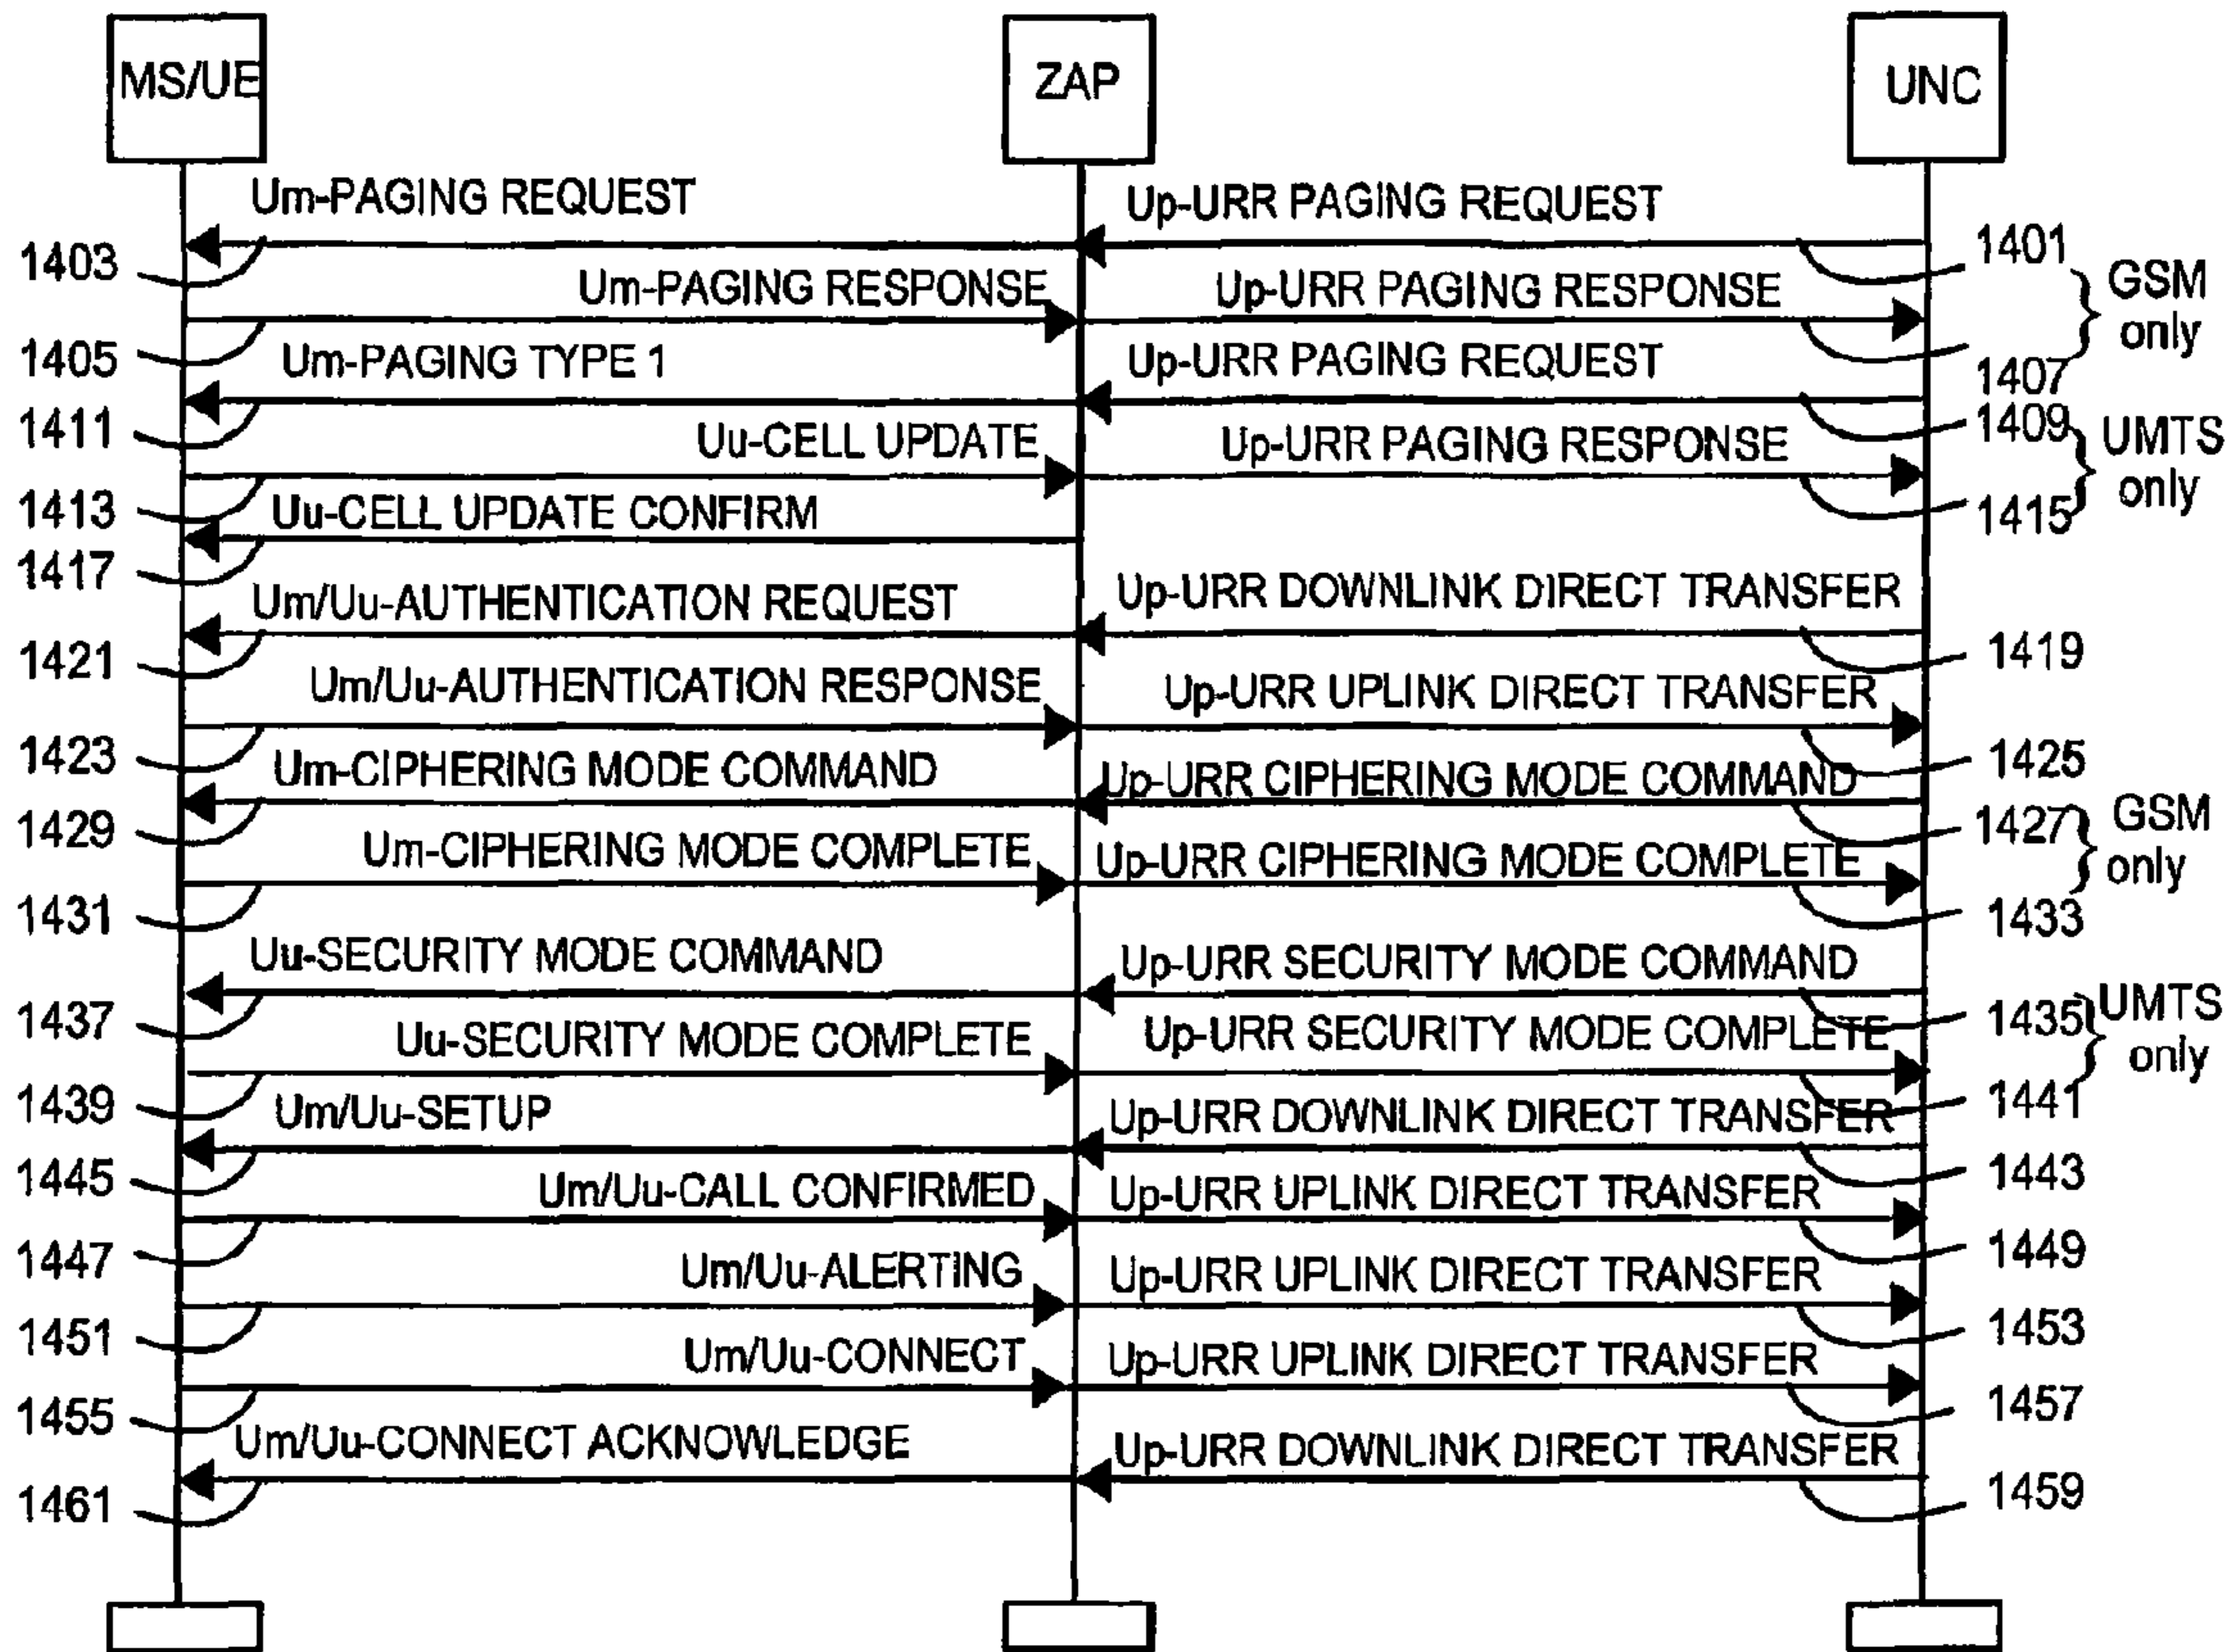 MS/UE
ZAP
UNC
Um-PAGING REQUEST
Up-URR PAGING REQUEST
1403
1401
Um-PAGING RESPONSE
Up-URR PAGING RESPONSE
GSM
only
1405
1407
Um-PAGING TYPE 1
Up-URR PAGING REQUEST
1411
1409
Uu-CELL UPDATE
Up-URR PAGING RESPONSE
UMTS
only
1413
1415
Uu-CELL UPDATE CONFIRM
1417
Um/Uu-AUTHENTICATION REQUEST
Up-URR DOWNLINK DIRECT TRANSFER
1421
1419
Um/Uu-AUTHENTICATION RESPONSE
Up-URR UPLINK DIRECT TRANSFER
1423
1425
Um-CIPHERING MODE COMMAND
Up-URR CIPHERING MODE COMMAND
1429
1427
GSM
only
Um-CIPHERING MODE COMPLETE
Up-URR CIPHERING MODE COMPLETE
1431
1433
Uu-SECURITY MODE COMMAND
Up-URR SECURITY MODE COMMAND
1437
1435
UMTS
only
Uu-SECURITY MODE COMPLETE
Up-URR SECURITY MODE COMPLETE
1439
1441
Um/Uu-SETUP
Up-URR DOWNLINK DIRECT TRANSFER
1445
1443
Um/Uu-CALL CONFIRMED
Up-URR UPLINK DIRECT TRANSFER
1447
1449
Um/Uu-ALERTING
Up-URR UPLINK DIRECT TRANSFER
1451
1453
Um/Uu-CONNECT
Up-URR UPLINK DIRECT TRANSFER
1455
1457
Um/Uu-CONNECT ACKNOWLEDGE
Up-URR DOWNLINK DIRECT TRANSFER
1461
1459